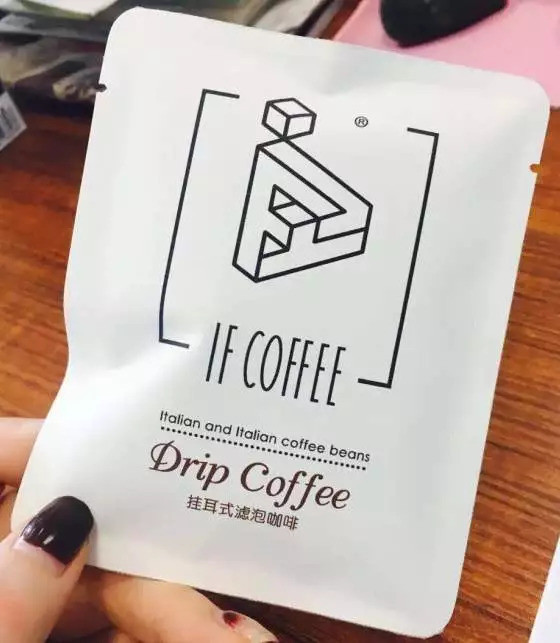 ®
IF COFFEE
Italian and Italian coffee beans
Drip Coffee
挂耳式滤泡咖啡